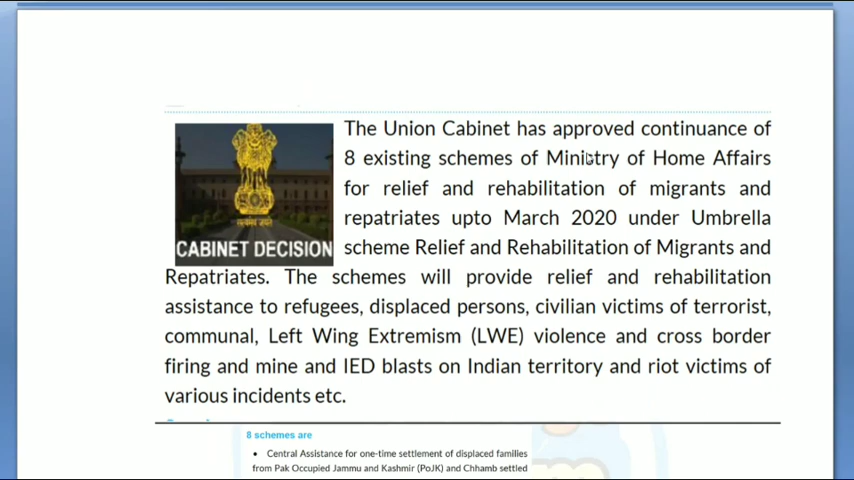 The Union Cabinet has approved continuance of
8 existing schemes of Ministry of Home Affairs
for relief and rehabilitation of migrants and
repatriates upto March 2020 under Umbrella
scheme Relief and Rehabilitation of Migrants and
Repatriates. The schemes will provide relief and rehabilitation
assistance to refugees, displaced persons, civilian victims of terrorist,
communal, Left Wing Extremism (LWE) violence and cross border
firing and mine and IED blasts on Indian territory and riot victims of
various incidents etc.
सत्यमेव जयते
CABINET DECISION
8 schemes are
• Central Assistance for one-time settlement of displaced families
from Pak Occupied Jammu and Kashmir (PoJK) and Chhamb settled